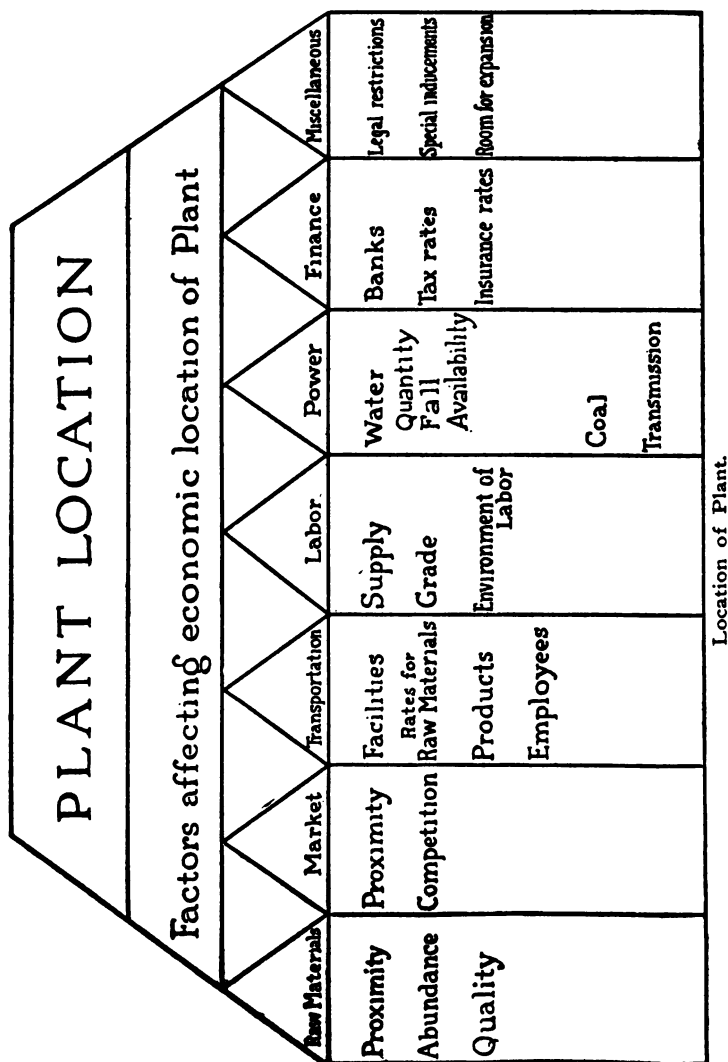 PLANT LOCATION
Factors affecting economic location of Plant
Raw Materials
Proximity
Abundance
Quality
Market
Proximity
Competition
Transportation
Facilities
Rates for
Raw Materials
Products
Employees
Labor.
Supply
Grade
Environment of
Labor
Power
Water
Quantity
Fall
Availability
Coal
Transmission
Finance
Banks
Tax rates
Insurance rates
Miscellaneous
Legal restrictions
Special inducements
Room for expansion
Location of Plant.